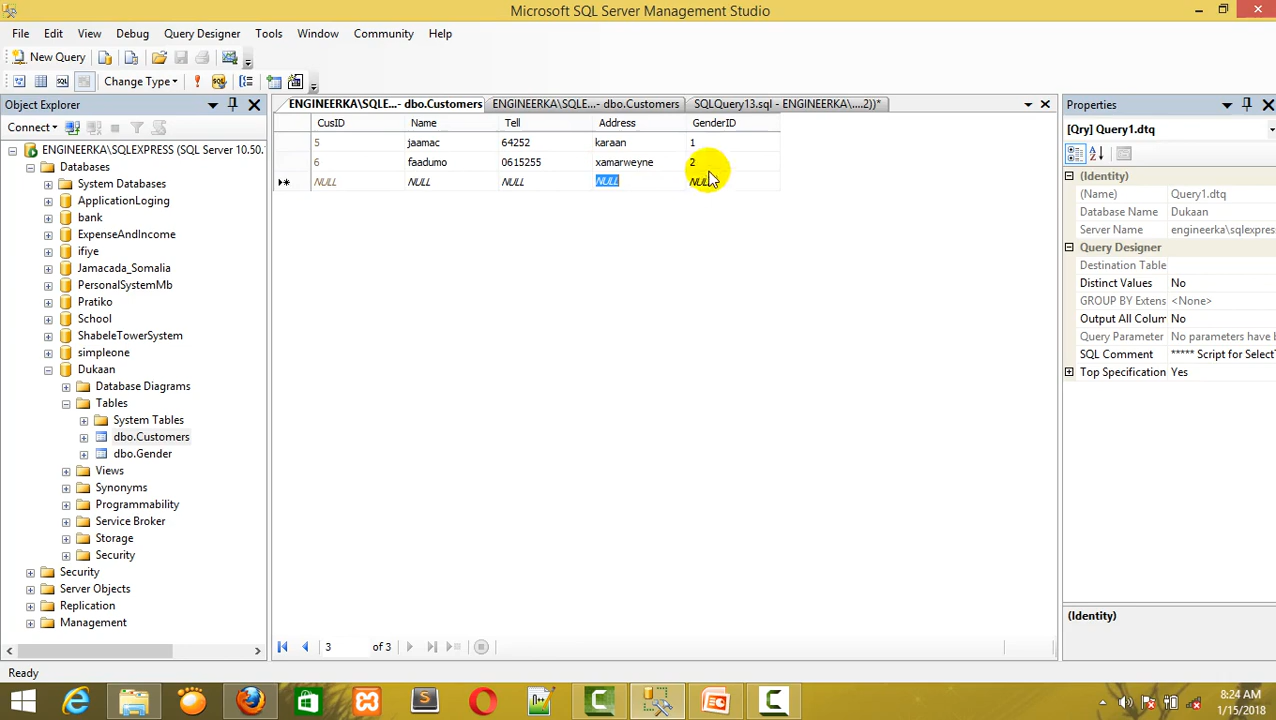 Microsoft SQL Server Management Studio
File Edit View Debug Query Designer Tools Window Community Help
New Query
Change Type
Object Explorer
Connect
ENGINEERKA\SQLEXPRESS (SQL Server 10.50.
Databases
System Databases
ApplicationLoging
bank
ExpenseAndIncome
ifiye
Jamacada_Somalia
PersonalSystemMb
Pratiko
School
ShabeleTowerSystem
simpleone
Dukaan
Database Diagrams
Tables
System Tables
dbo.Customers
dbo.Gender
Views
Synonyms
Programmability
Service Broker
Storage
Security
Security
Server Objects
Replication
Management
ENGINEERKA\SQLE...- dbo.Customers ENGINEERKA\SQLE...- dbo.Customers SQLQuery13.sql - ENGINEERKA\....2))*
CusID Name Tell Address GenderID
5 jaamac 64252 karaan 1
6 faadumo 0615255 xamarweyne 2
NULL NULL NULL NULL NULL
3 of 3
Properties
[Qry] Query1.dtq
(Identity)
(Name) Query1.dtq
Database Name Dukaan
Server Name engineerka\sqlexpres
Query Designer
Destination Table
Distinct Values No
GROUP BY Extens <None>
Output All Colum No
Query Parameter No parameters have b
SQL Comment ***** Script for Select
Top Specification Yes
(Identity)
Ready
8:24 AM
1/15/2018